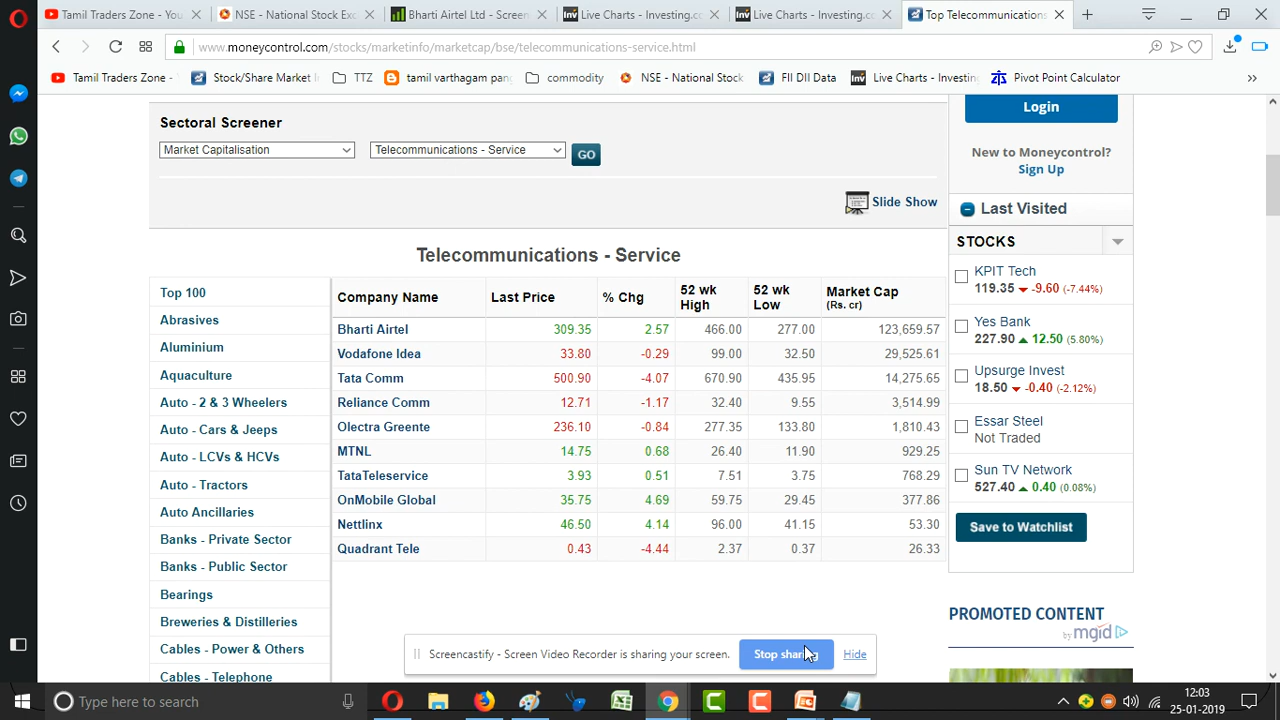 Tamil Traders Zone - You
NSE - National Stock Exc
Bharti Airtel Ltd - Screen
Live Charts - Investing.c
Live Charts - Investing.co
Top Telecommunications
www.moneycontrol.com/stocks/marketinfo/marketcap/bse/telecommunications-service.html
Tamil Traders Zone -
Stock/Share Market In
TTZ
tamil varthagam pan
commodity
NSE - National Stock
FII DII Data
Live Charts - Investin
Pivot Point Calculator
Sectoral Screener
Market Capitalisation
Telecommunications - Service
GO
Slide Show
Telecommunications - Service
Top 100
Abrasives
Aluminium
Aquaculture
Auto - 2 & 3 Wheelers
Auto - Cars & Jeeps
Auto - LCVs & HCVs
Auto - Tractors
Auto Ancillaries
Banks - Private Sector
Banks - Public Sector
Bearings
Breweries & Distilleries
Cables - Power & Others
Cables - Telephone
Company Name Last Price % Chg 52 wk High 52 wk Low Market Cap (Rs. cr)
Bharti Airtel 309.35 2.57 466.00 277.00 123,659.57
Vodafone Idea 33.80 -0.29 99.00 32.50 29,525.61
Tata Comm 500.90 -4.07 670.90 435.95 14,275.65
Reliance Comm 12.71 -1.17 32.40 9.55 3,514.99
Olectra Greente 236.10 -0.84 277.35 133.80 1,810.43
MTNL 14.75 0.68 26.40 11.90 929.25
TataTeleservice 3.93 0.51 7.51 3.75 768.29
OnMobile Global 35.75 4.69 59.75 29.45 377.86
Nettlinx 46.50 4.14 96.00 41.15 53.30
Quadrant Tele 0.43 -4.44 2.37 0.37 26.33
Login
New to Moneycontrol?
Sign Up
Last Visited
STOCKS
KPIT Tech
119.35 -9.60 (-7.44%)
Yes Bank
227.90 12.50 (5.80%)
Upsurge Invest
18.50 -0.40 (-2.12%)
Essar Steel
Not Traded
Sun TV Network
527.40 0.40 (0.08%)
Save to Watchlist
PROMOTED CONTENT
by mgid
Screencastify - Screen Video Recorder is sharing your screen.
Stop sharing
Hide
Type here to search
12:03
25-01-2019